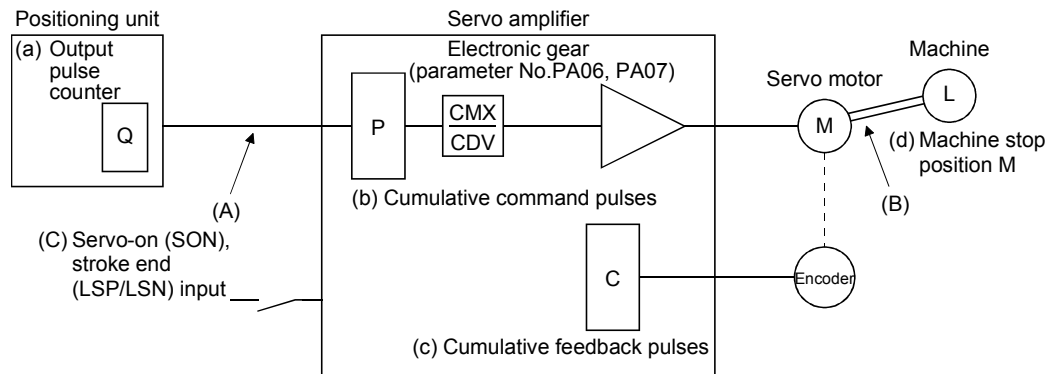 Positioning unit
(a) Output
pulse
counter
Q
Servo amplifier
Electronic gear
(parameter No.PA06, PA07)
P
CMX
CDV
(b) Cumulative command pulses
Servo motor
M
Machine
L
(d) Machine stop
position M
(A)
(B)
(C) Servo-on (SON),
stroke end
(LSP/LSN) input
C
Encoder
(c) Cumulative feedback pulses